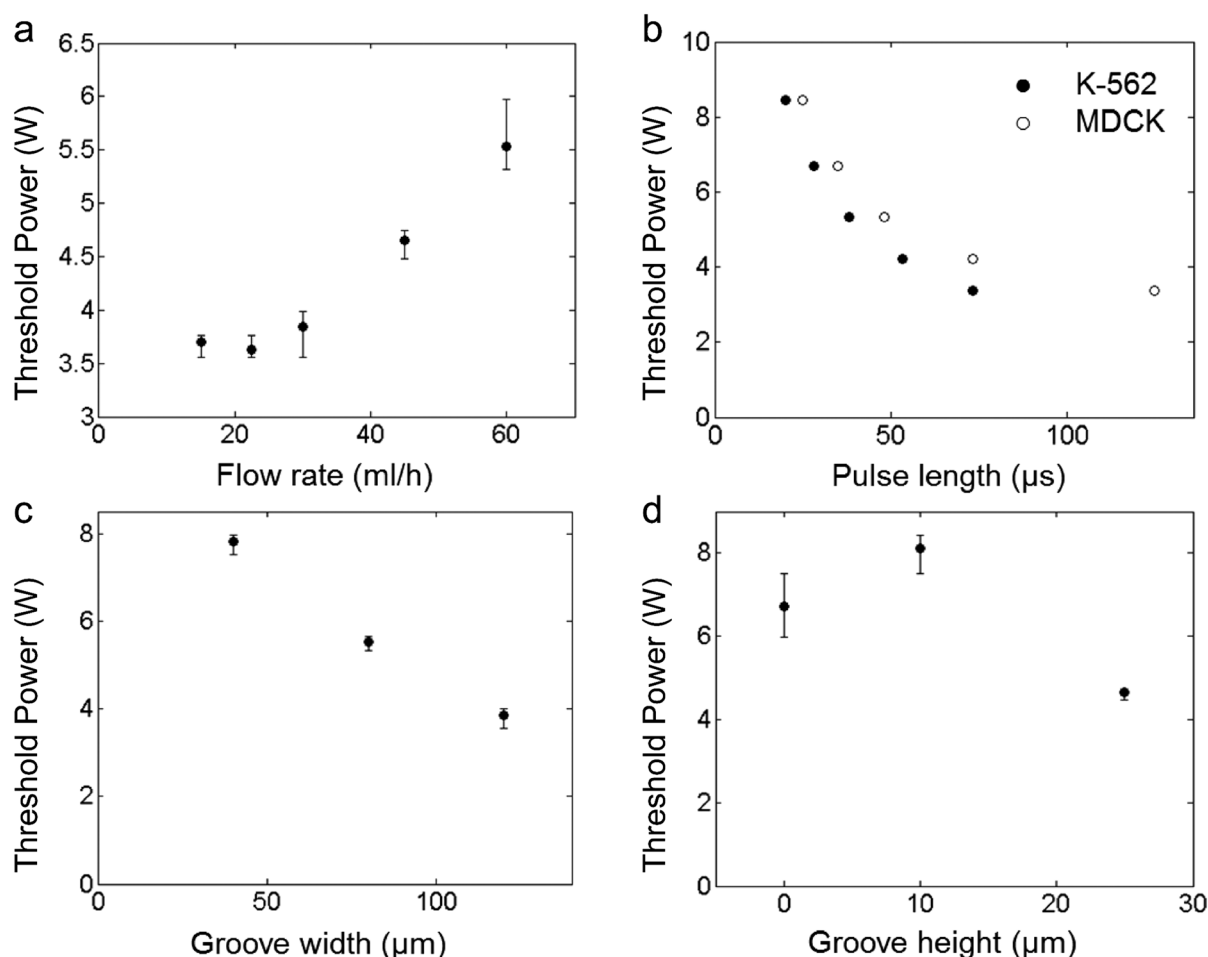 a
6.5
6
5.5
5
4.5
4
3.5
3
0
20
40
60
Threshold Power (W)
Flow rate (ml/h)
b
10
8
6
4
2
0
0
50
100
Threshold Power (W)
Pulse length (µs)
K-562
MDCK
c
8
6
4
2
0
0
50
100
Threshold Power (W)
Groove width (µm)
d
8
6
4
2
0
0
10
20
30
Threshold Power (W)
Groove height (µm)